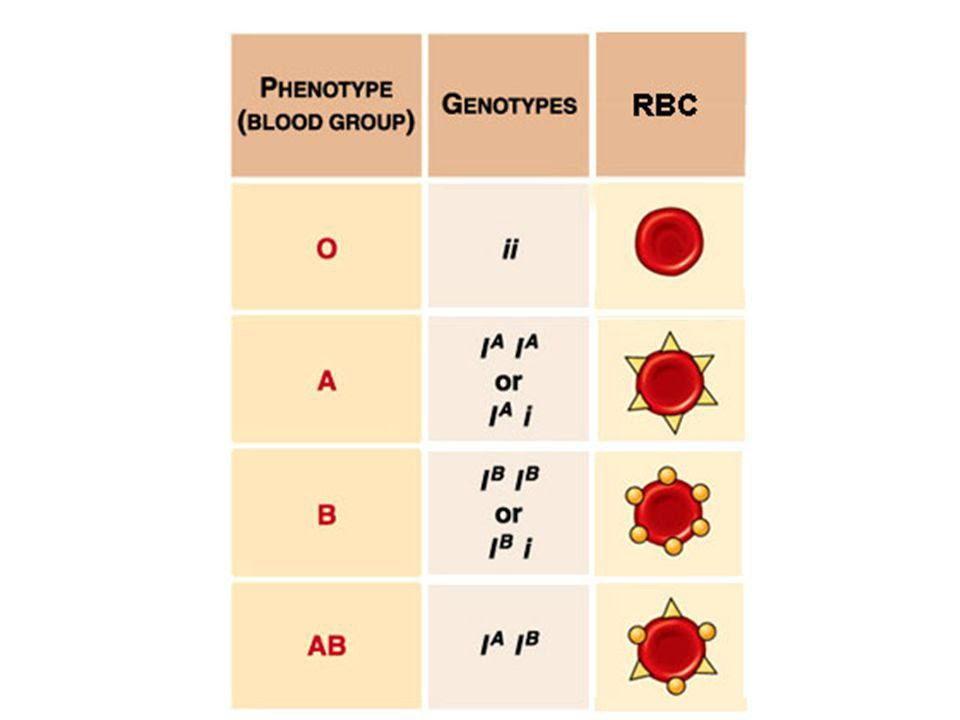 PHENOTYPE
(BLOOD GROUP)
GENOTYPES
RBC
O
ii
A
Iᴬ Iᴬ
or
Iᴬ i
B
Iᴮ Iᴮ
or
Iᴮ i
AB
Iᴬ Iᴮ